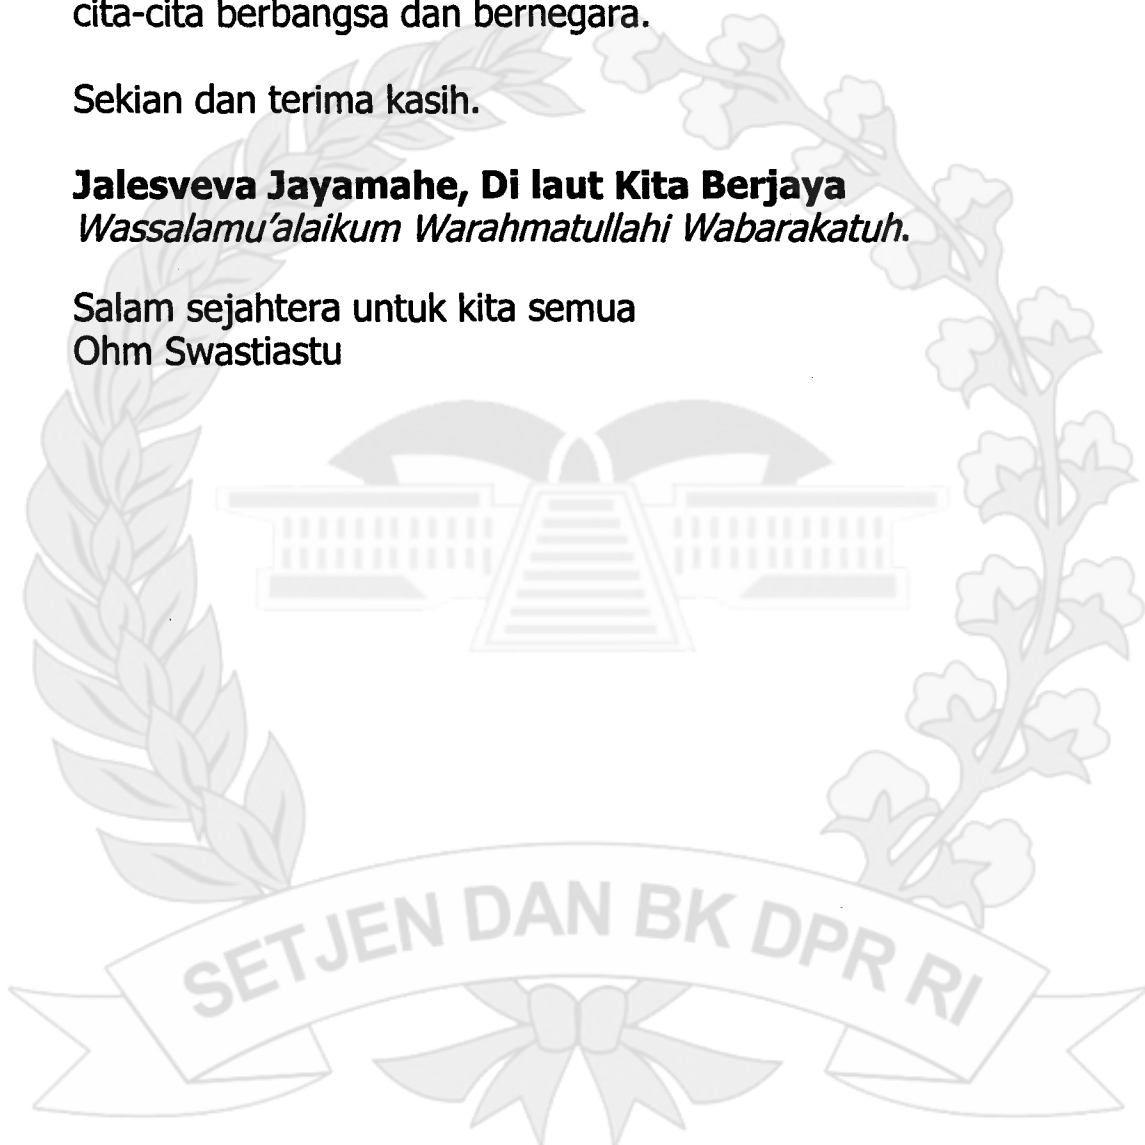 cita-cita berbangsa dan bernegara.
Sekian dan terima kasih.
Jalesveva Jayamahe, Di laut Kita Berjaya
Wassalamu'alaikum Warahmatullahi Wabarakatuh.
Salam sejahtera untuk kita semua
Ohm Swastiastu
SETJEN DAN BK DPR RI